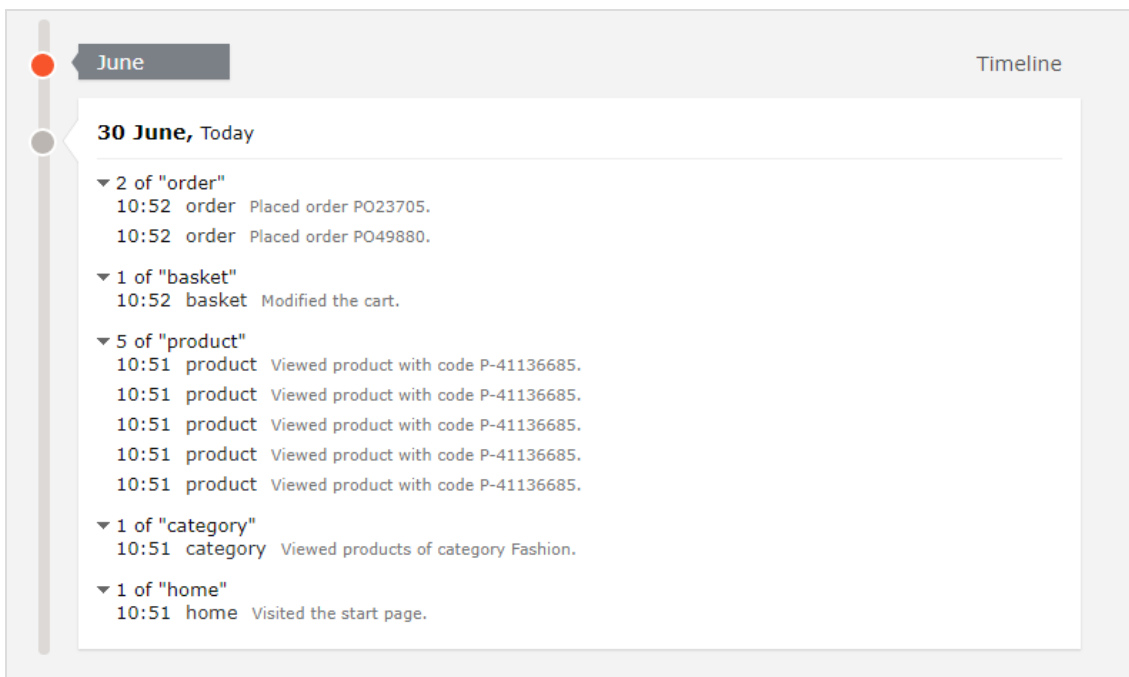 June
Timeline
30 June, Today
2 of "order"
10:52 order Placed order PO23705.
10:52 order Placed order PO49880.
1 of "basket"
10:52 basket Modified the cart.
5 of "product"
10:51 product Viewed product with code P-41136685.
10:51 product Viewed product with code P-41136685.
10:51 product Viewed product with code P-41136685.
10:51 product Viewed product with code P-41136685.
10:51 product Viewed product with code P-41136685.
1 of "category"
10:51 category Viewed products of category Fashion.
1 of "home"
10:51 home Visited the start page.